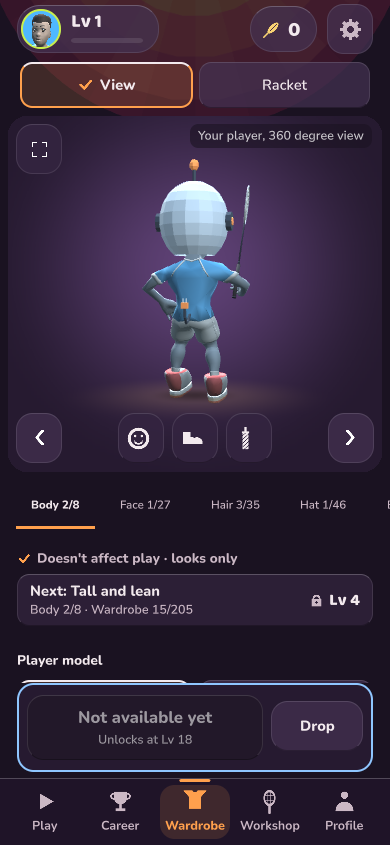 Lv 1
0
View
Racket
Your player, 360 degree view
Body 2/8
Face 1/27
Hair 3/35
Hat 1/46
Doesn't affect play · looks only
Next: Tall and lean
Body 2/8 · Wardrobe 15/205
Lv 4
Player model
Not available yet
Unlocks at Lv 18
Drop
Play
Career
Wardrobe
Workshop
Profile